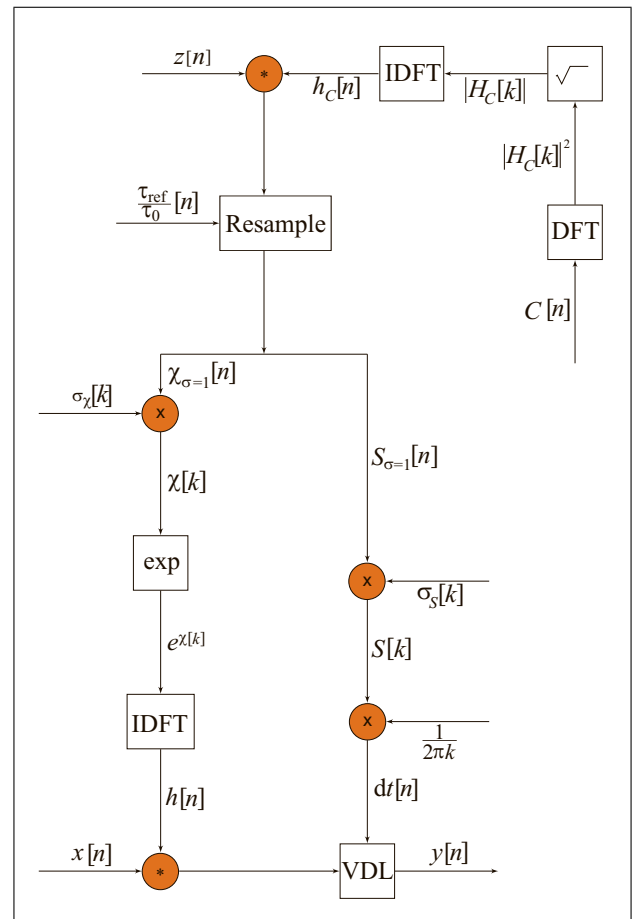 z[n]
*
h_C[n]
IDFT
|H_C[k]|
√
|H_C[k]|²
τ_ref/τ_0 [n]
Resample
DFT
C[n]
χ_σ=1[n]
σ_χ[k]
x
S_σ=1[n]
χ[k]
exp
x
σ_S[k]
e^χ[k]
S[k]
IDFT
x
1/2πk
h[n]
dt[n]
x[n]
*
VDL
y[n]